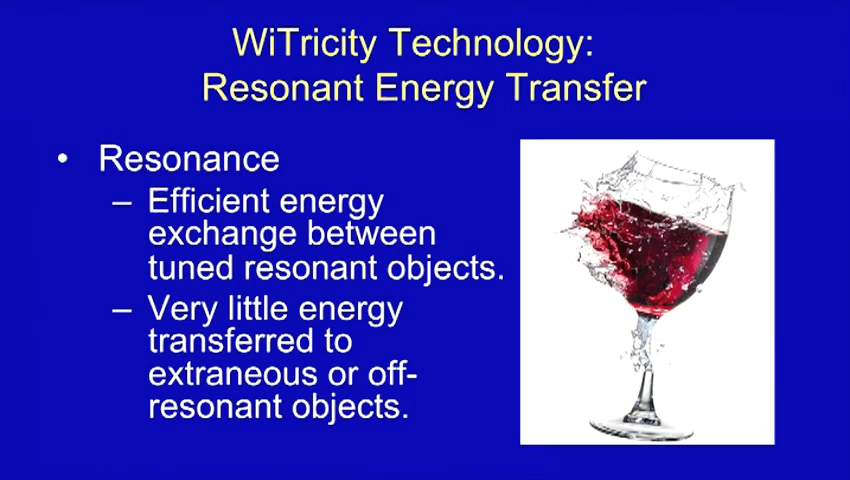 WiTricity Technology:
Resonant Energy Transfer
• Resonance
– Efficient energy
exchange between
tuned resonant objects.
– Very little energy
transferred to
extraneous or off-
resonant objects.